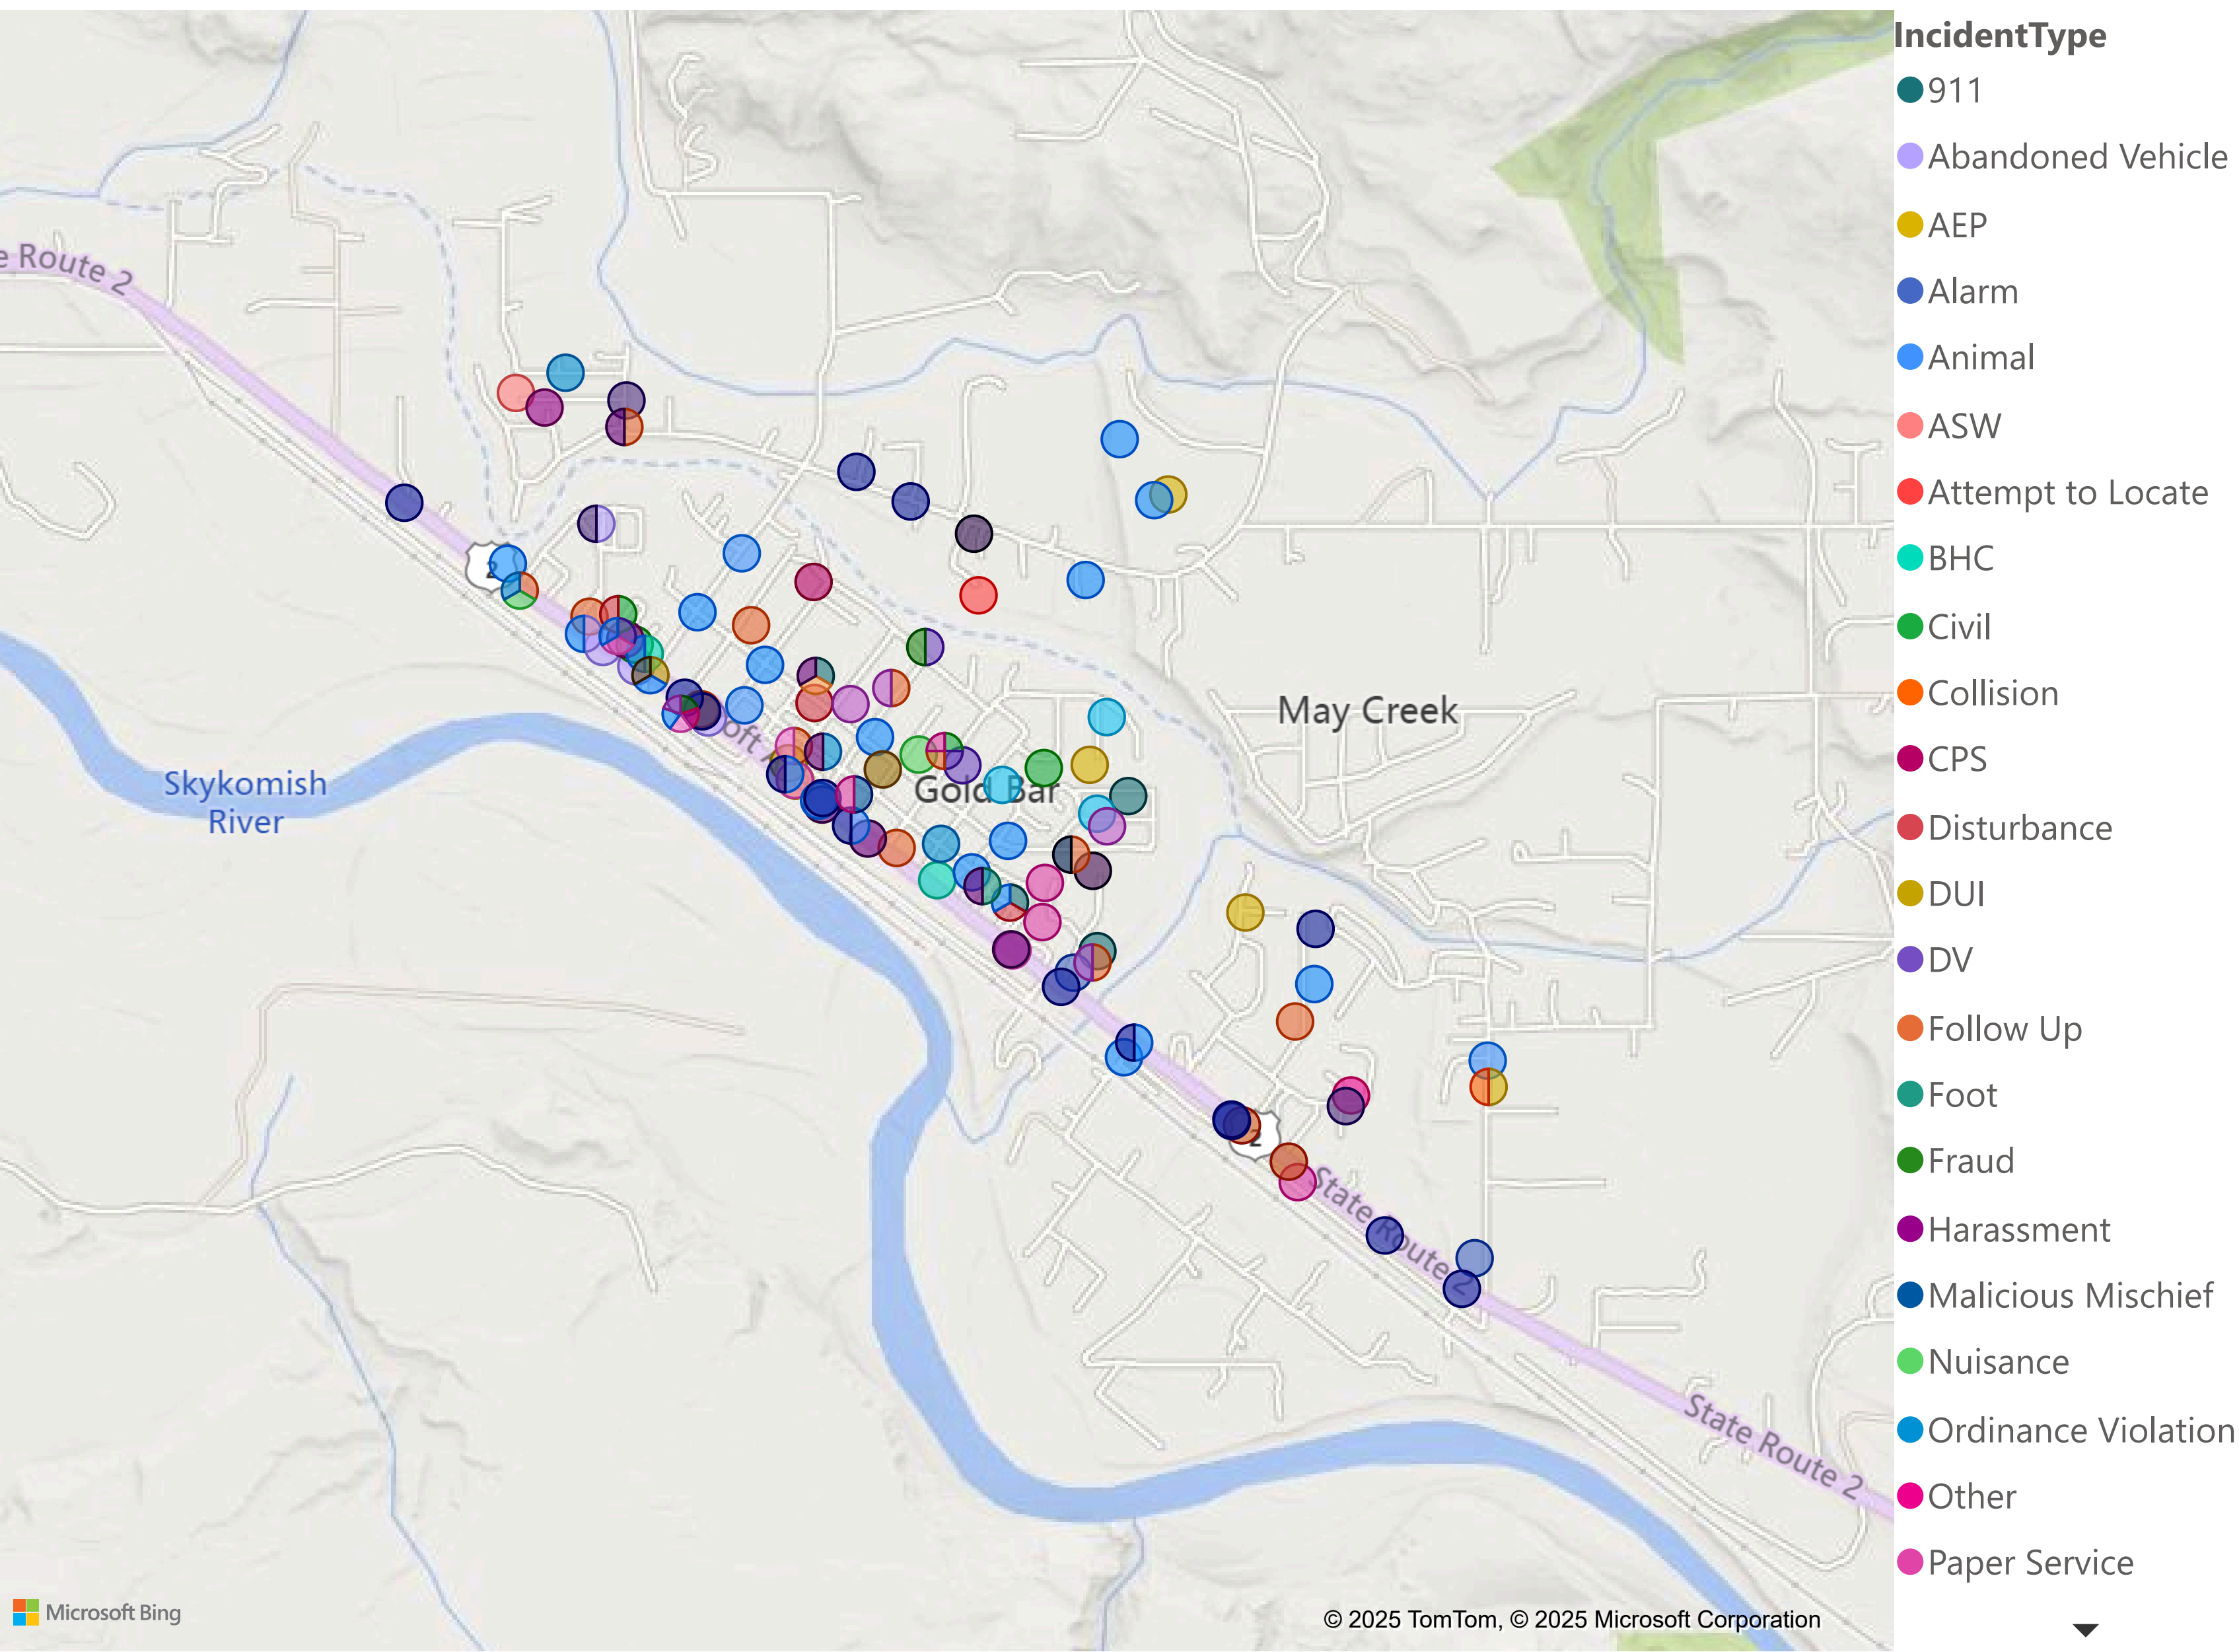 IncidentType
911
Abandoned Vehicle
AEP
Alarm
Animal
ASW
Attempt to Locate
BHC
Civil
Collision
CPS
Disturbance
DUI
DV
Follow Up
Foot
Fraud
Harassment
Malicious Mischief
Nuisance
Ordinance Violation
Other
Paper Service
e Route 2
2
May Creek
Gold Bar
Skykomish
River
2
State Route 2
State Route 2
Microsoft Bing
© 2025 TomTom, © 2025 Microsoft Corporation